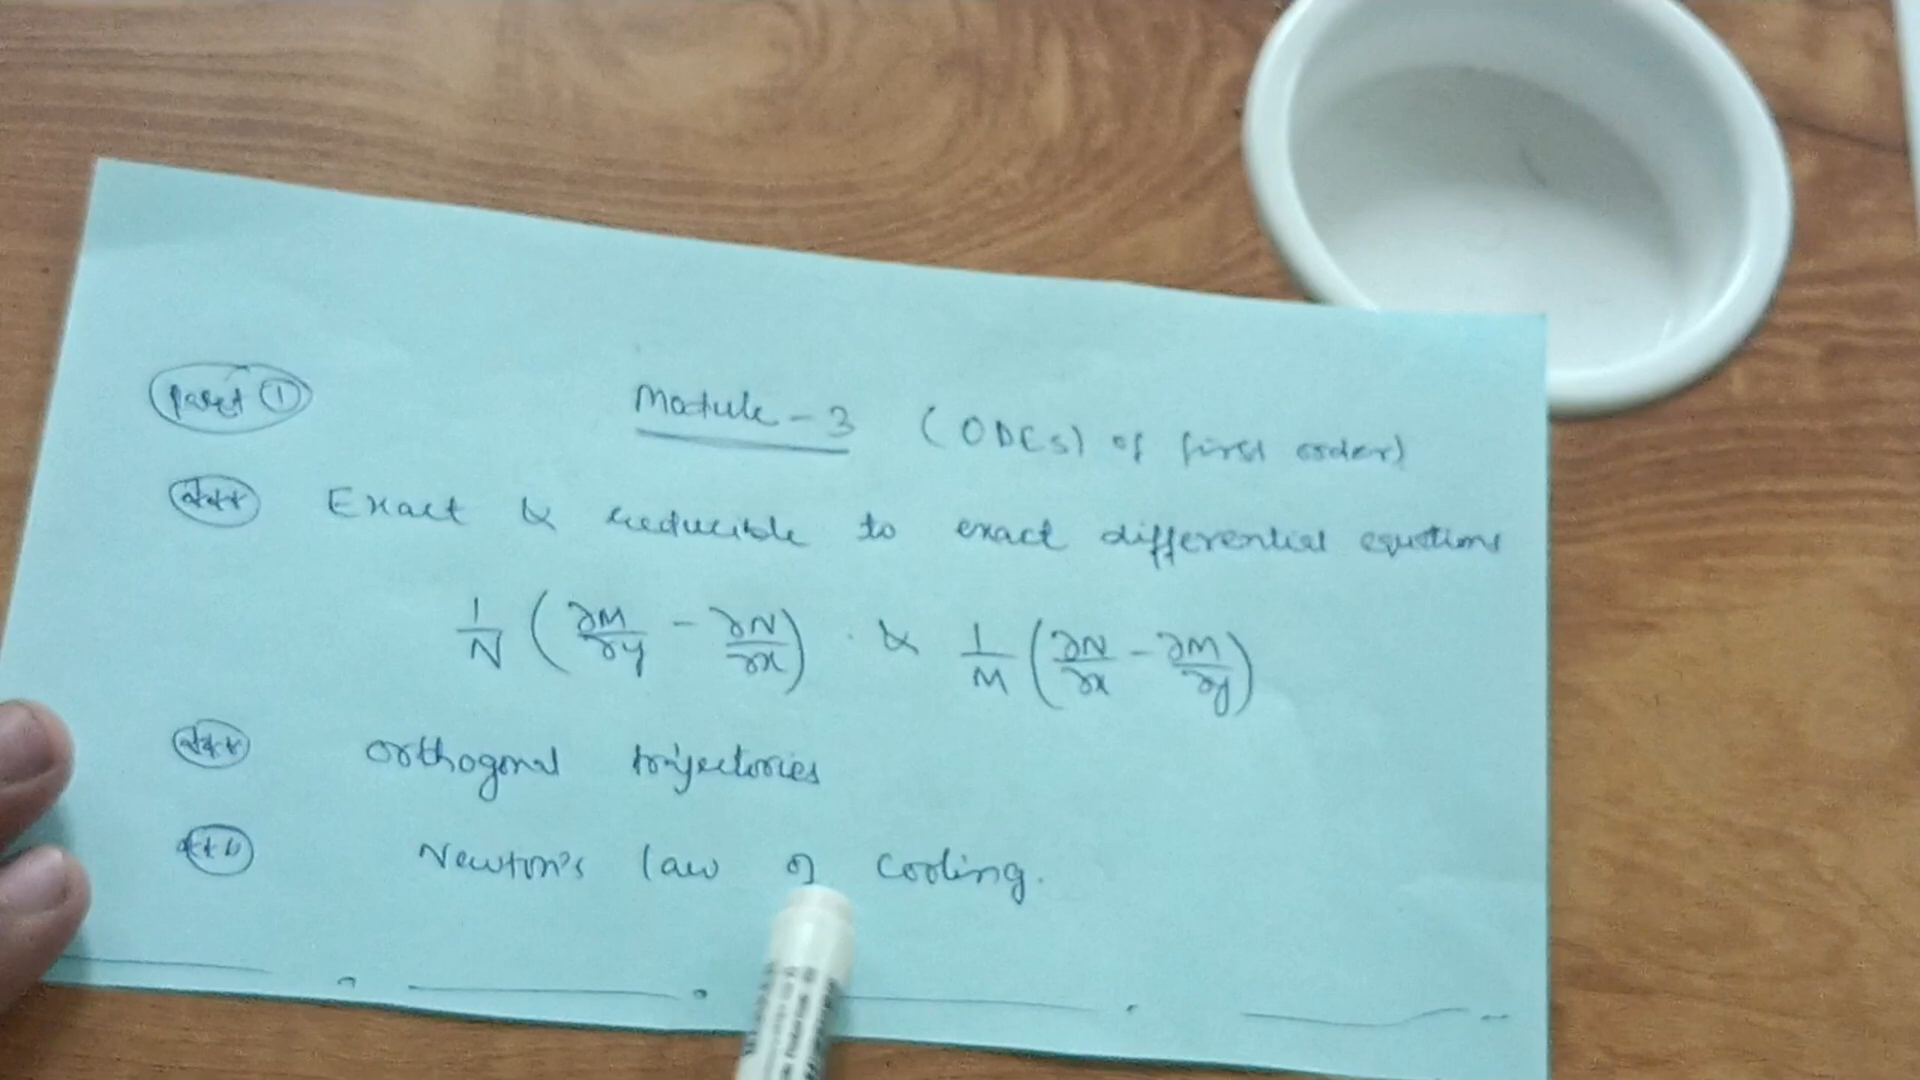 Part ①
Module - 3 (ODEs) of first order)
*** Exact & reducible to exact differential equations
1/N (∂M/∂y - ∂N/∂x) & 1/M (∂N/∂x - ∂M/∂y)
*** Orthogonal trajectories
*** Newton's law of cooling.